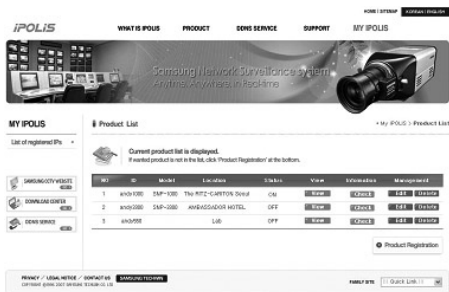 HOME | SITEMAP KOREAN | ENGLISH
iPOLiS
WHAT IS IPOLIS PRODUCT DDNS SERVICE SUPPORT MY IPOLIS
Samsung Network Surveillance system
Anytime, Anywhere in Real-time
MY IPOLIS
List of registered IPs
SAMSUNG CCTV WEBSITE
DOWNLOAD CENTER
DDNS SERVICE
Product List
• My IPOLIS > Product List
Current product list is displayed.
If wanted product is not in the list, click 'Product Registration' at the bottom.
NO. ID Model Location Status View Information Management
1 andy1000 SNP-1000 The RITZ-CARLTON Seoul ON View Check Edit Delete
2 SNP-3300 AMBASSADOR HOTEL OFF View Check Edit Delete
3 Lab OFF View Check Edit Delete
Product Registration
PRIVACY / LEGAL NOTICE / CONTACT US SAMSUNG TECHWIN
FAMILY SITE ::: Quick Link :::